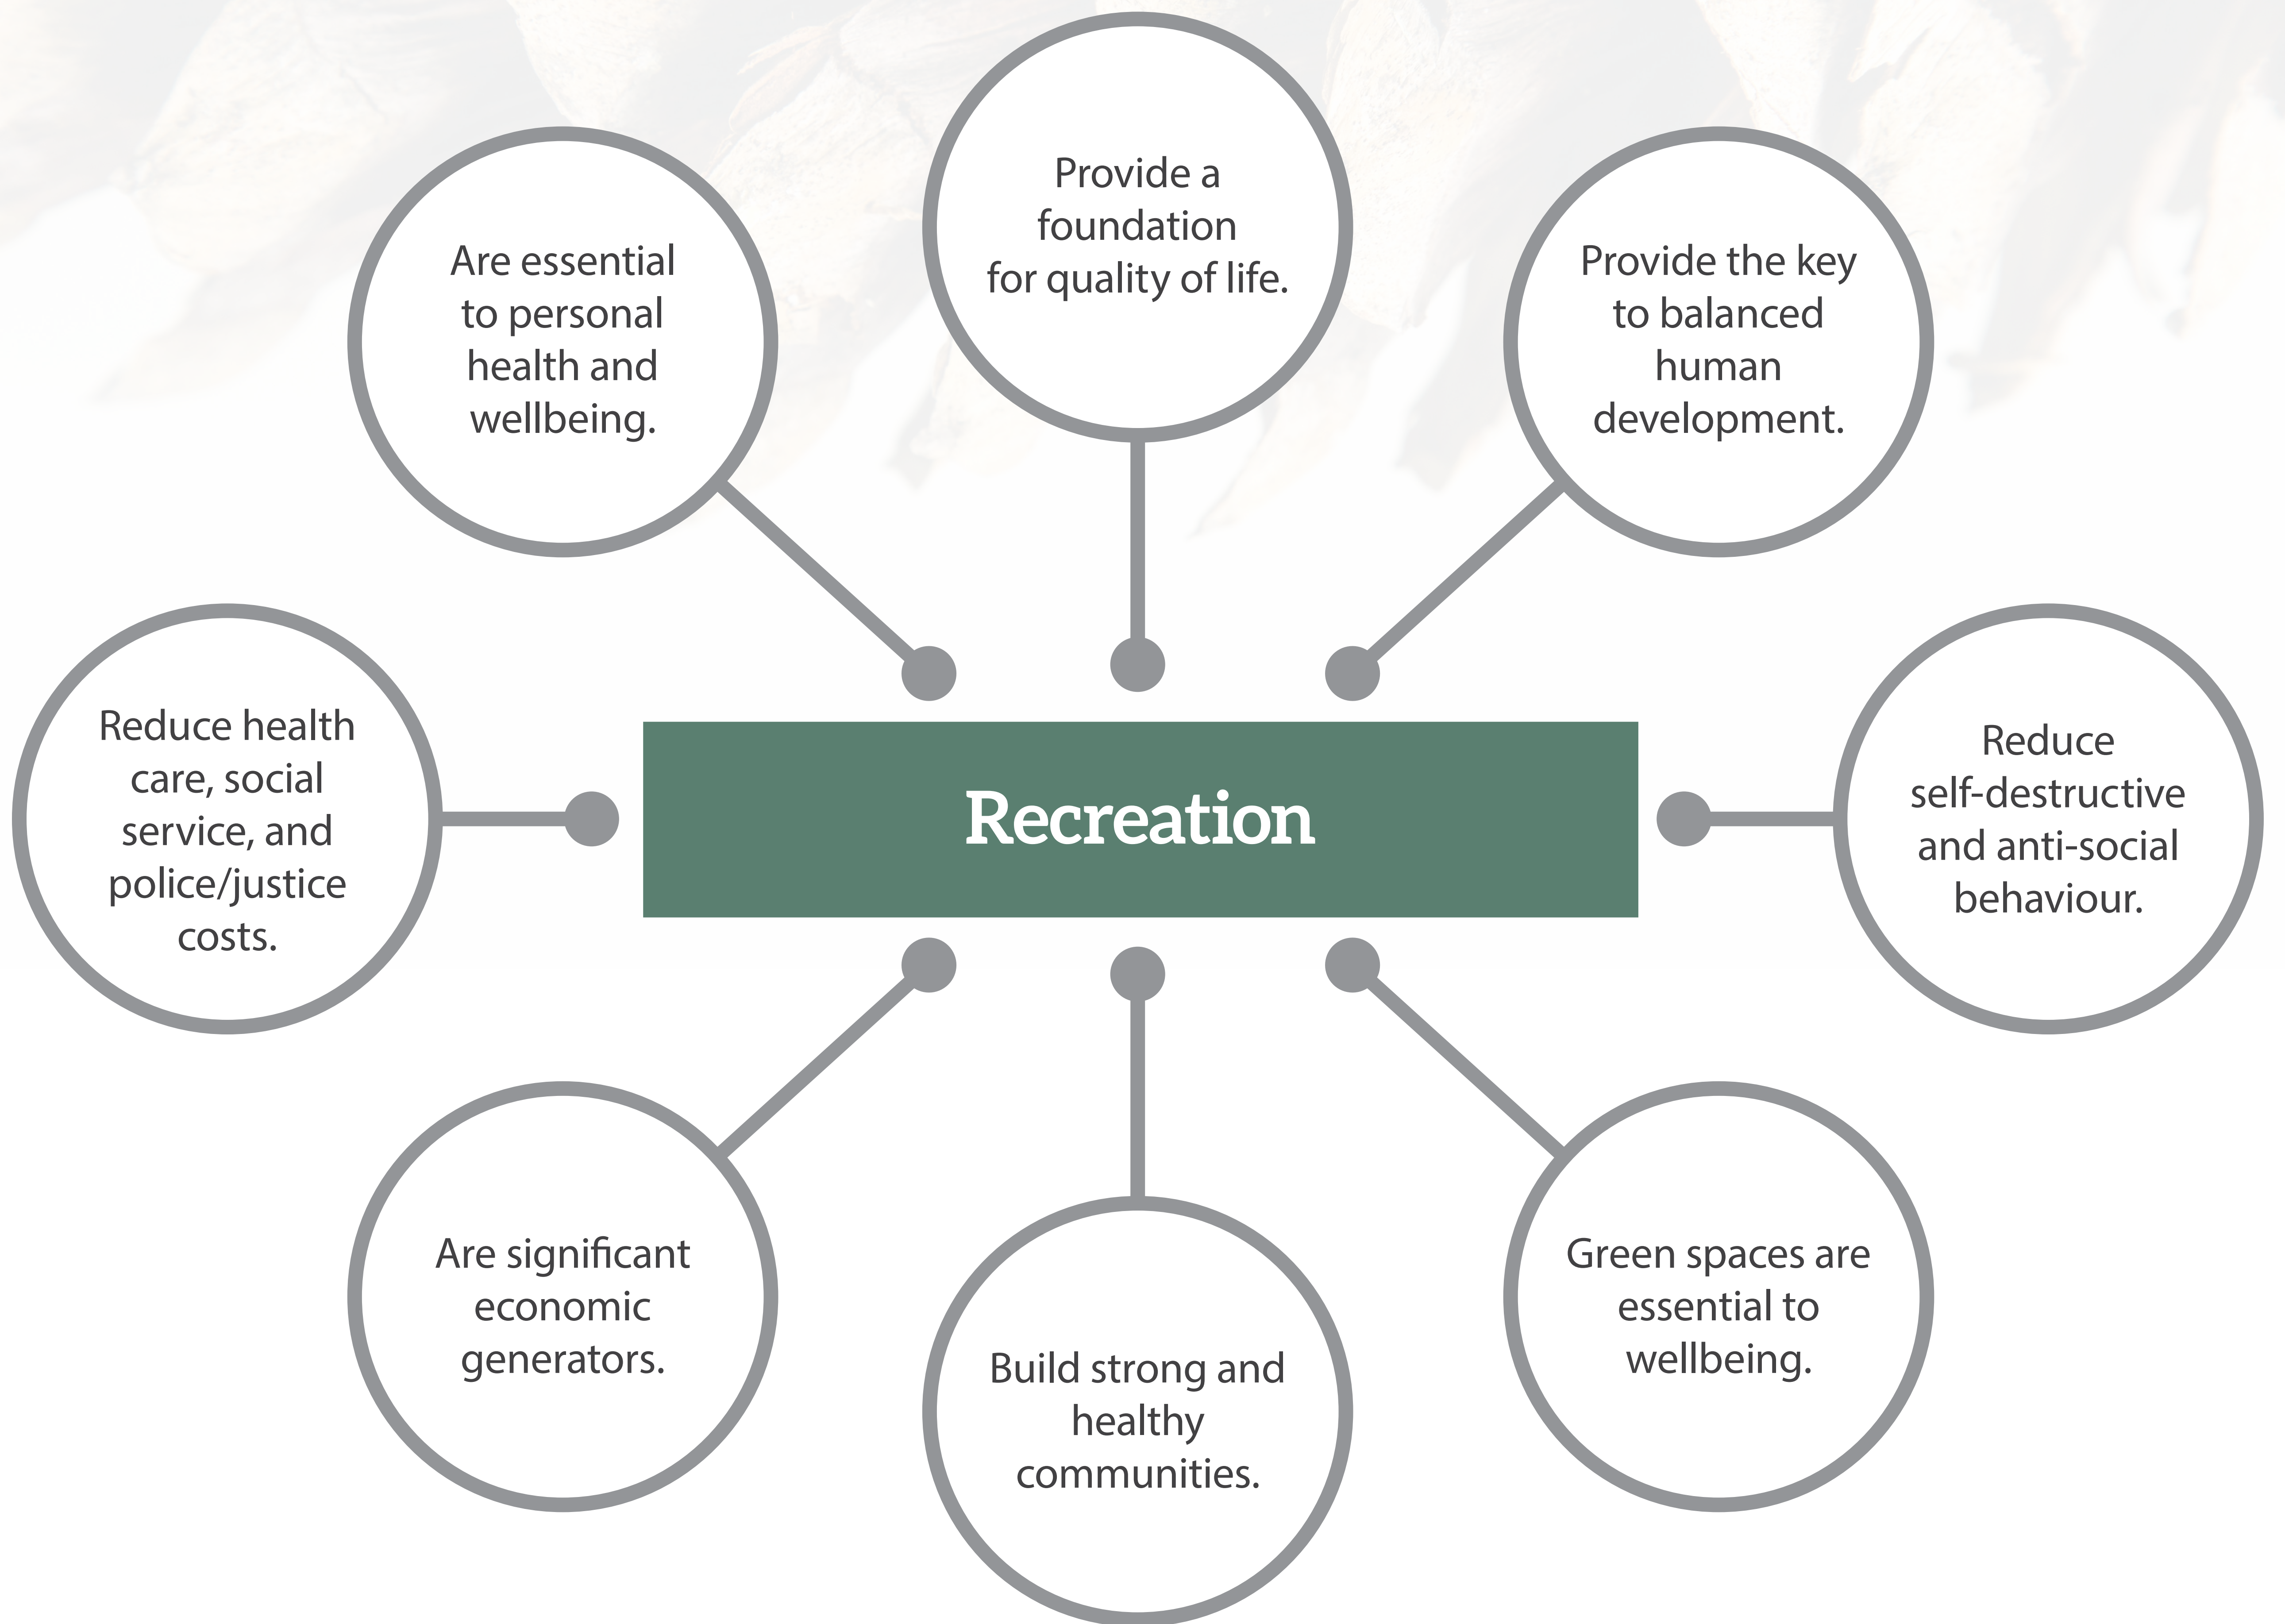 Provide a
foundation
for quality of life.
Are essential
to personal
health and
wellbeing.
Provide the key
to balanced
human
development.
Reduce health
care, social
service, and
police/justice
costs.
Recreation
Reduce
self-destructive
and anti-social
behaviour.
Are significant
economic
generators.
Build strong and
healthy
communities.
Green spaces are
essential to
wellbeing.